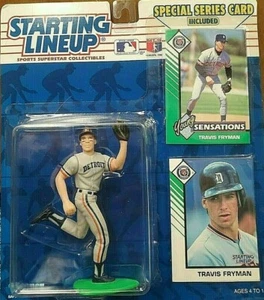 STARTING
LINEUP
SPORTS SUPERSTAR COLLECTIBLES
SPECIAL SERIES CARD
INCLUDED
Young
SENSATIONS
TRAVIS FRYMAN
DETROIT
D
STARTING
LINEUP
TRAVIS FRYMAN
AGES 4 TO